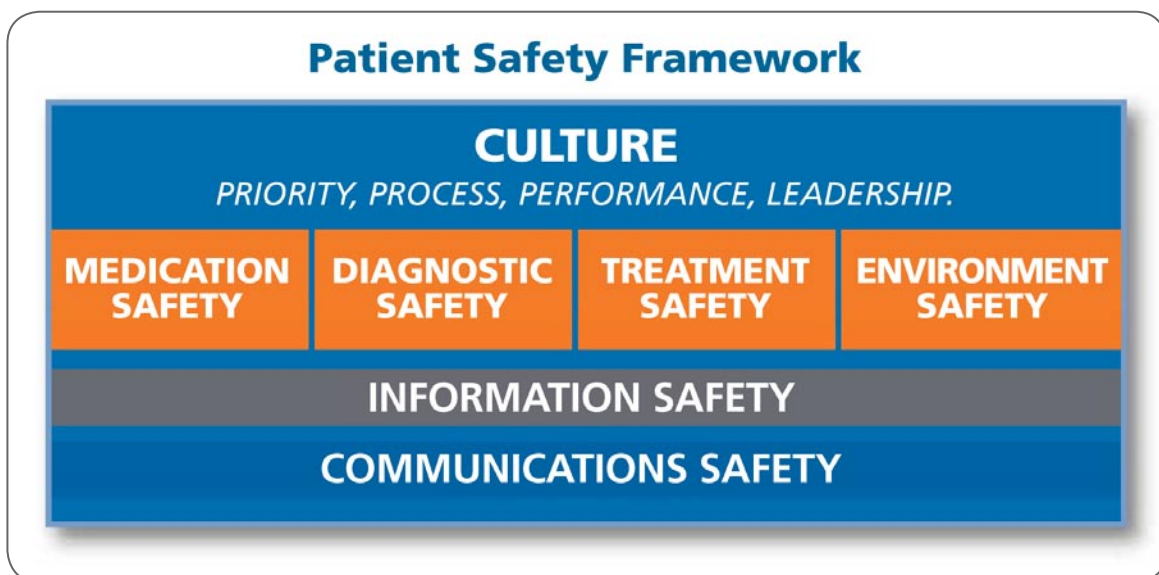 Patient Safety Framework
CULTURE
PRIORITY, PROCESS, PERFORMANCE, LEADERSHIP.
MEDICATION
SAFETY
DIAGNOSTIC
SAFETY
TREATMENT
SAFETY
ENVIRONMENT
SAFETY
INFORMATION SAFETY
COMMUNICATIONS SAFETY